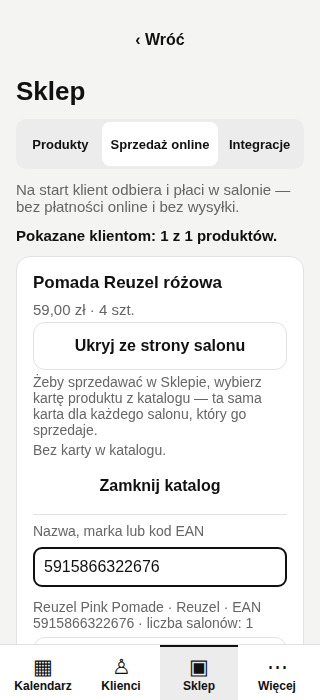 ‹ Wróć
Sklep
Produkty
Sprzedaż online
Integracje
Na start klient odbiera i płaci w salonie —
bez płatności online i bez wysyłki.
Pokazane klientom: 1 z 1 produktów.
Pomada Reuzel różowa
59,00 zł · 4 szt.
Ukryj ze strony salonu
Żeby sprzedawać w Sklepie, wybierz
kartę produktu z katalogu — ta sama
karta dla każdego salonu, który go
sprzedaje.
Bez karty w katalogu.
Zamknij katalog
Nazwa, marka lub kod EAN
5915866322676
Reuzel Pink Pomade · Reuzel · EAN
5915866322676 · liczba salonów: 1
Kalendarz
Klienci
Sklep
Więcej